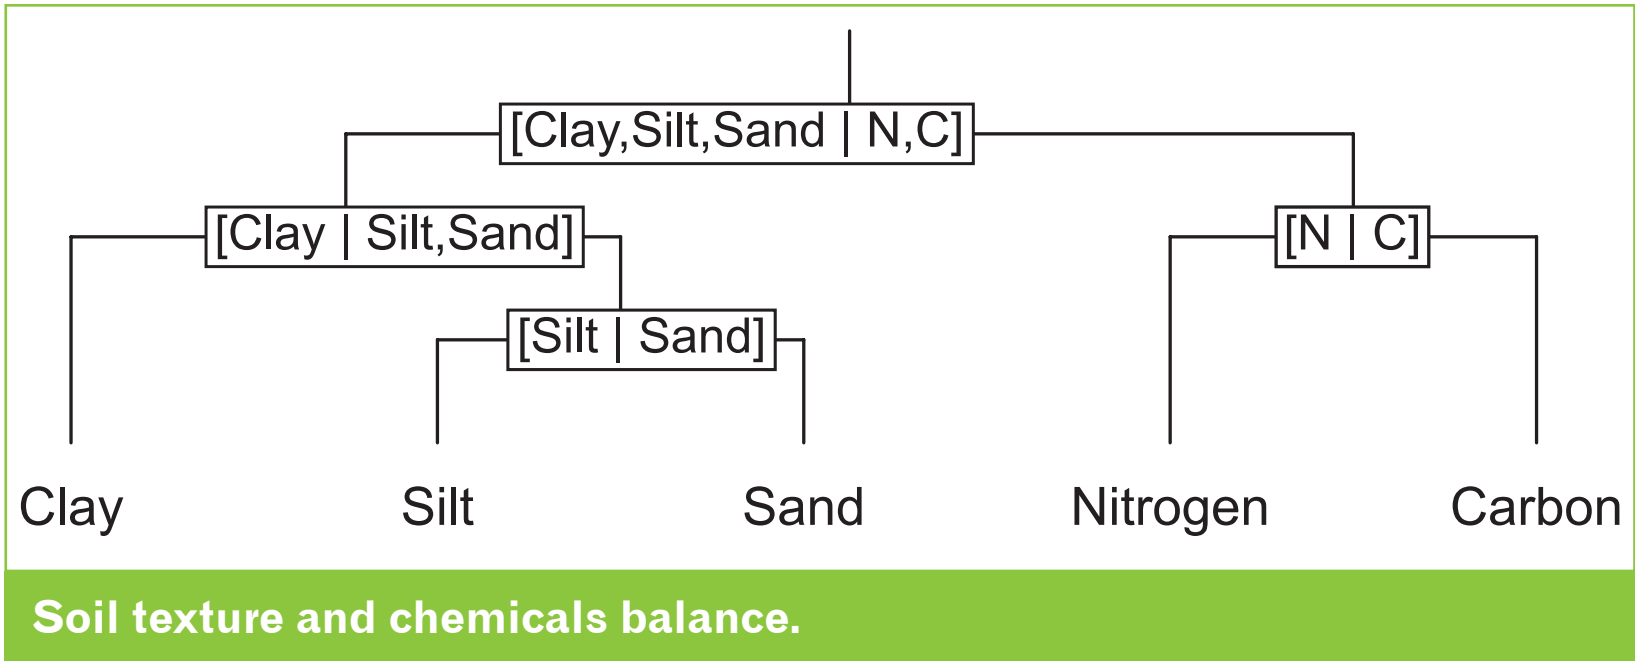 [Clay,Silt,Sand | N,C]
[Clay | Silt,Sand]
[N | C]
[Silt | Sand]
Clay
Silt
Sand
Nitrogen
Carbon
Soil texture and chemicals balance.